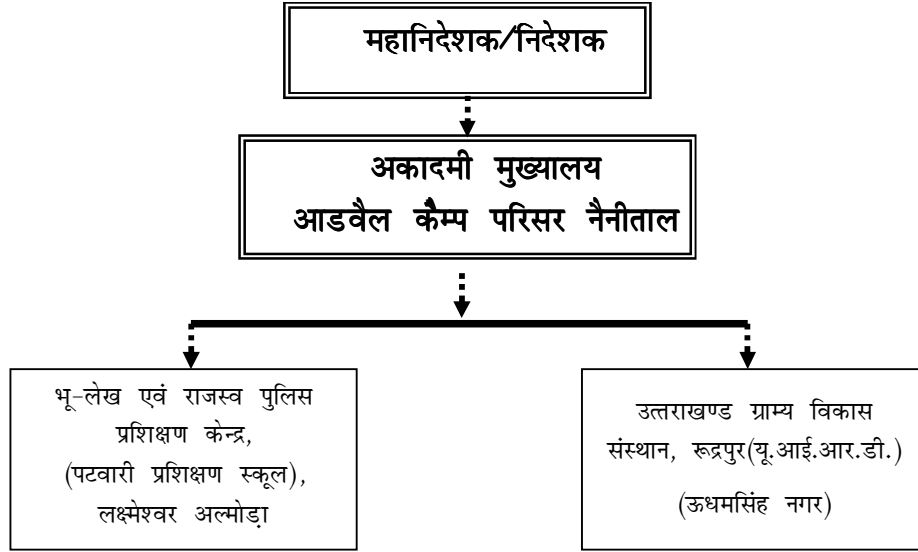 महानिदेशक/निदेशक
अकादमी मुख्यालय
आडवैल कैम्प परिसर नैनीताल
भू-लेख एवं राजस्व पुलिस
प्रशिक्षण केन्द्र,
(पटवारी प्रशिक्षण स्कूल),
लक्ष्मेश्वर अल्मोड़ा
उत्तराखण्ड ग्राम्य विकास
संस्थान, रूद्रपुर(यू.आई.आर.डी.)
(ऊधमसिंह नगर)